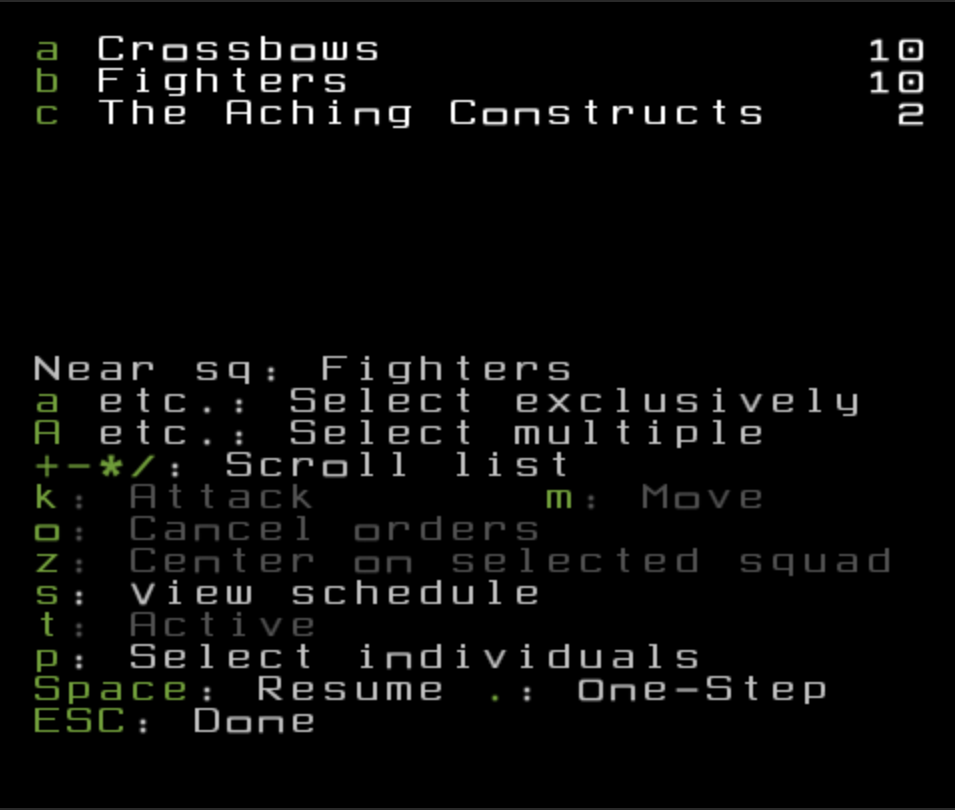 a Crossbows 10
b Fighters 10
c The Aching Constructs 2
Near sq: Fighters
a etc.: Select exclusively
A etc.: Select multiple
+-*/: Scroll list
k: Attack m: Move
o: Cancel orders
z: Center on selected squad
s: View schedule
t: Active
p: Select individuals
Space: Resume .: One-Step
ESC: Done